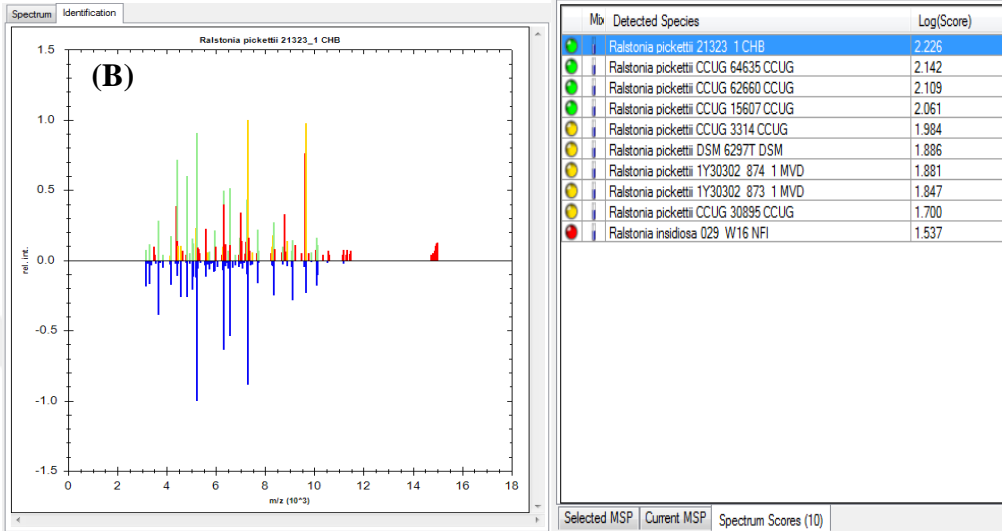 Spectrum Identification
Ralstonia pickettii 21323_1 CHB
(B)
1.5
1.0
0.5
0.0
-0.5
-1.0
-1.5
rel. int.
0 2 4 6 8 10 12 14 16 18
m/z (10^3)
Mix Detected Species Log(Score)
Ralstonia pickettii 21323 1 CHB 2.226
Ralstonia pickettii CCUG 64635 CCUG 2.142
Ralstonia pickettii CCUG 62660 CCUG 2.109
Ralstonia pickettii CCUG 15607 CCUG 2.061
Ralstonia pickettii CCUG 3314 CCUG 1.984
Ralstonia pickettii DSM 6297T DSM 1.886
Ralstonia pickettii 1Y30302 874 1 MVD 1.881
Ralstonia pickettii 1Y30302 873 1 MVD 1.847
Ralstonia pickettii CCUG 30895 CCUG 1.700
Ralstonia insidiosa 029 W16 NFI 1.537
Selected MSP Current MSP Spectrum Scores (10)